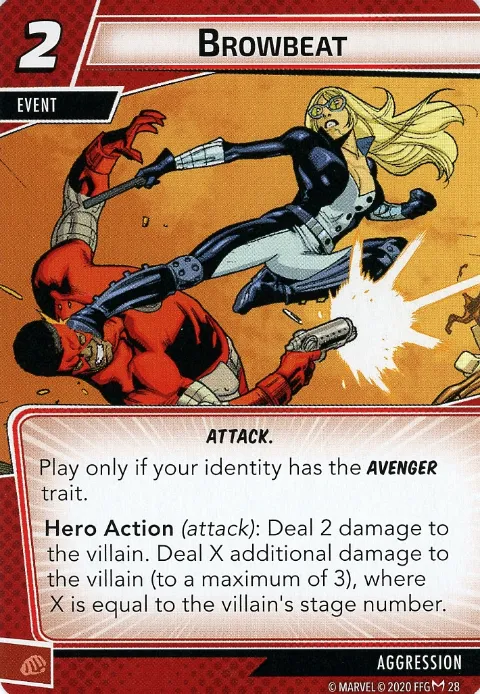 2
BROWBEAT
EVENT
ATTACK.
Play only if your identity has the AVENGER
trait.
Hero Action (attack): Deal 2 damage to
the villain. Deal X additional damage to
the villain (to a maximum of 3), where
X is equal to the villain's stage number.
AGGRESSION
© MARVEL © 2020 FFG 28